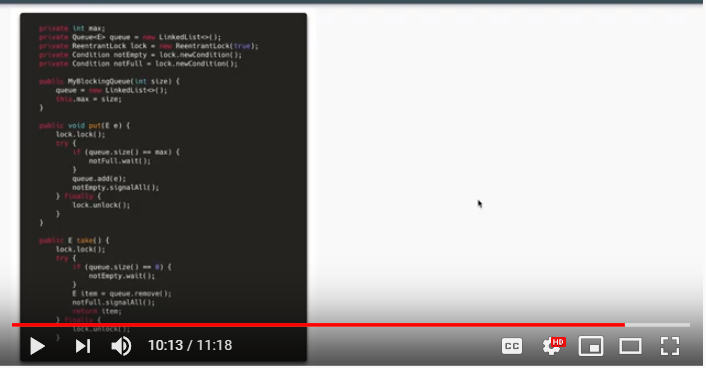 private int max;
private Queue<E> queue = new LinkedList<>();
private ReentrantLock lock = new ReentrantLock(true);
private Condition notEmpty = lock.newCondition();
private Condition notFull = lock.newCondition();
public MyBlockingQueue(int size) {
queue = new LinkedList<>();
this.max = size;
}
public void put(E e) {
lock.lock();
try {
if (queue.size() == max) {
notFull.wait();
}
queue.add(e);
notEmpty.signalAll();
} finally {
lock.unlock();
}
}
public E take() {
lock.lock();
try {
if (queue.size() == 0) {
notEmpty.wait();
}
E item = queue.remove();
notFull.signalAll();
return item;
} finally {
lock.unlock();
}
10:13 / 11:18
CC
HD